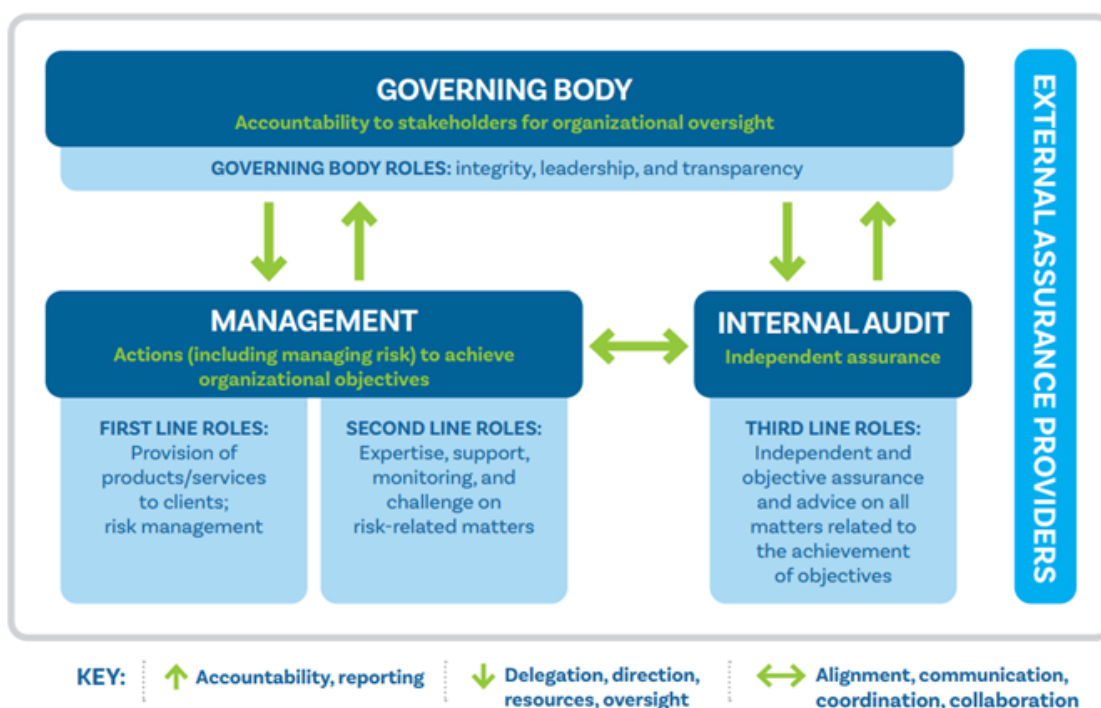 GOVERNING BODY
Accountability to stakeholders for organizational oversight
GOVERNING BODY ROLES: integrity, leadership, and transparency
MANAGEMENT
Actions (including managing risk) to achieve
organizational objectives
FIRST LINE ROLES:
Provision of
products/services
to clients;
risk management
SECOND LINE ROLES:
Expertise, support,
monitoring, and
challenge on
risk-related matters
INTERNAL AUDIT
Independent assurance
THIRD LINE ROLES:
Independent and
objective assurance
and advice on all
matters related to
the achievement
of objectives
EXTERNAL ASSURANCE PROVIDERS
KEY:
Accountability, reporting
Delegation, direction,
resources, oversight
Alignment, communication,
coordination, collaboration